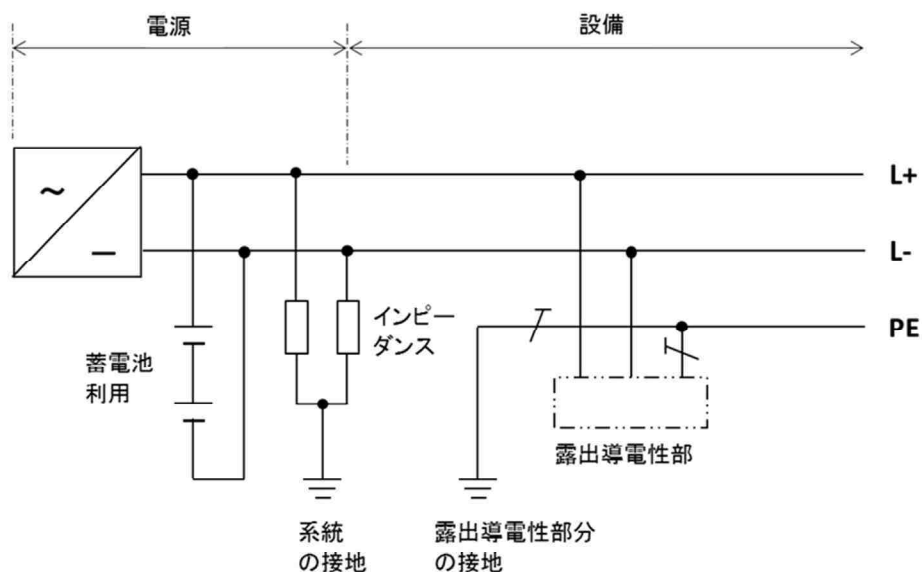 電源
設備
~
—
L+
L-
PE
インピー
ダンス
蓄電池
利用
露出導電性部
系統
の接地
露出導電性部分
の接地